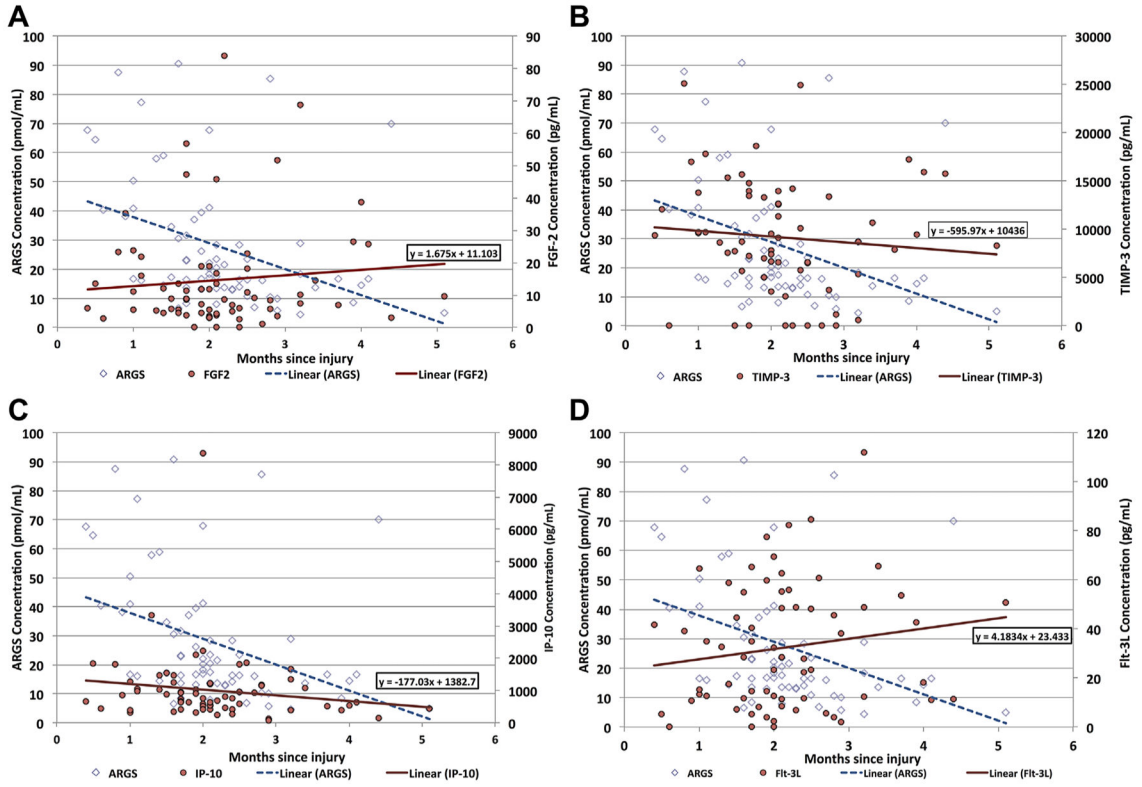 A
100
90
80
70
60
50
40
30
20
10
0
ARGS Concentration (pmol/mL)
90
80
70
60
50
40
30
20
10
0
FGF-2 Concentration (pg/mL)
y = 1.675x + 11.103
0 1 2 3 4 5 6
Months since injury
ARGS FGF2 Linear (ARGS) Linear (FGF2)
B
100
90
80
70
60
50
40
30
20
10
0
ARGS Concentration (pmol/mL)
30000
25000
20000
15000
10000
5000
0
TIMP-3 Concentration (pg/mL)
y = -595.97x + 10436
0 1 2 3 4 5 6
Months since injury
ARGS TIMP-3 Linear (ARGS) Linear (TIMP-3)
C
100
90
80
70
60
50
40
30
20
10
0
ARGS Concentration (pmol/mL)
9000
8000
7000
6000
5000
4000
3000
2000
1000
0
IP-10 Concentration (pg/mL)
y = -177.03x + 1382.7
0 1 2 3 4 5 6
Months since injury
ARGS IP-10 Linear (ARGS) Linear (IP-10)
D
100
90
80
70
60
50
40
30
20
10
0
ARGS Concentration (pmol/mL)
120
100
80
60
40
20
0
Flt-3L Concentration (pg/mL)
y = 4.1834x + 23.433
0 1 2 3 4 5 6
Months since injury
ARGS Flt-3L Linear (ARGS) Linear (Flt-3L)